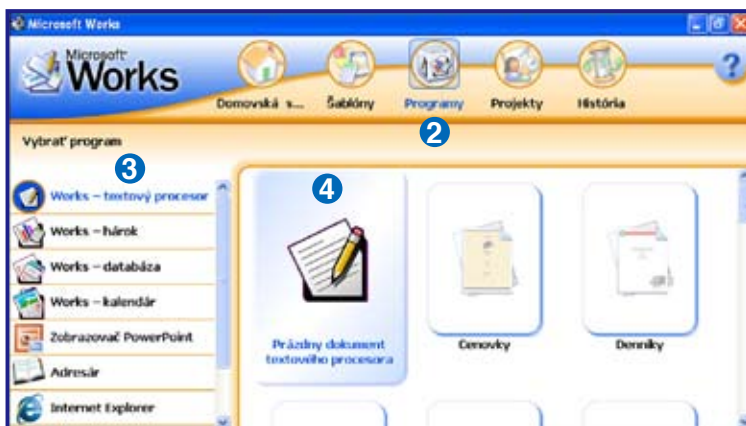 Microsoft Works
Microsoft
Works
Domovská s... Šablóny Programy Projekty História
?
2
Vybrať program
3
4
Works – textový procesor
Works – hárok
Works – databáza
Works – kalendár
Zobrazovač PowerPoint
Adresár
Internet Explorer
Prázdny dokument
textového procesora
Cenovky
Denníky